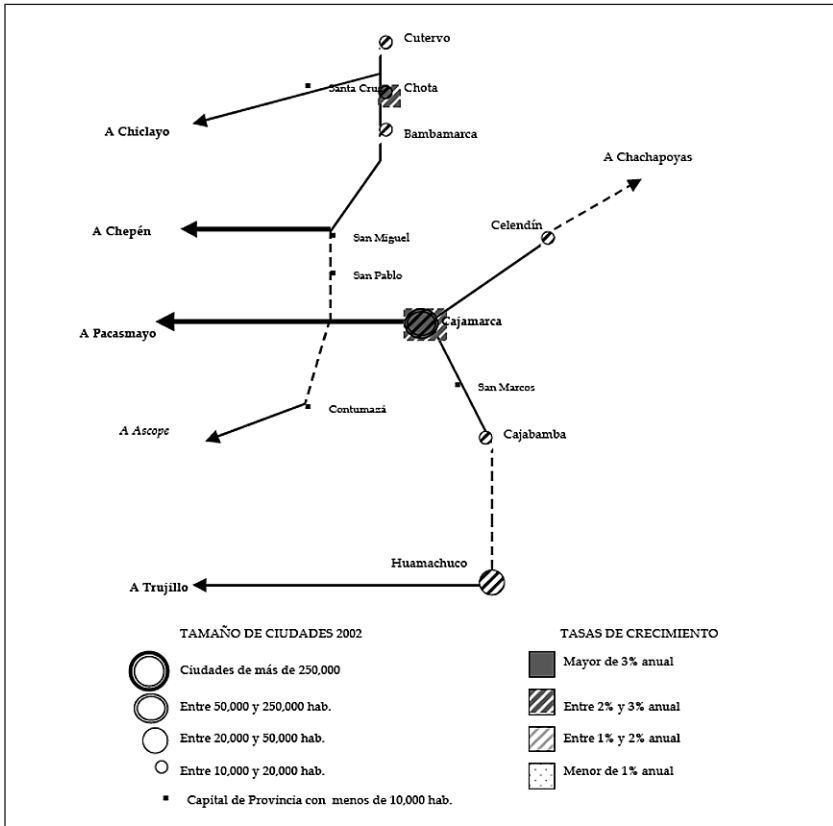 Cutervo
Santa Cruz
Chota
A Chiclayo
Bambamarca
A Chachapoyas
Celendín
A Chepén
San Miguel
San Pablo
A Pacasmayo
Cajamarca
San Marcos
Contumazá
A Ascope
Cajabamba
Huamachuco
A Trujillo
TAMAÑO DE CIUDADES 2002
Ciudades de más de 250,000
Entre 50,000 y 250,000 hab.
Entre 20,000 y 50,000 hab.
Entre 10,000 y 20,000 hab.
Capital de Provincia con menos de 10,000 hab.
TASAS DE CRECIMIENTO
Mayor de 3% anual
Entre 2% y 3% anual
Entre 1% y 2% anual
Menor de 1% anual